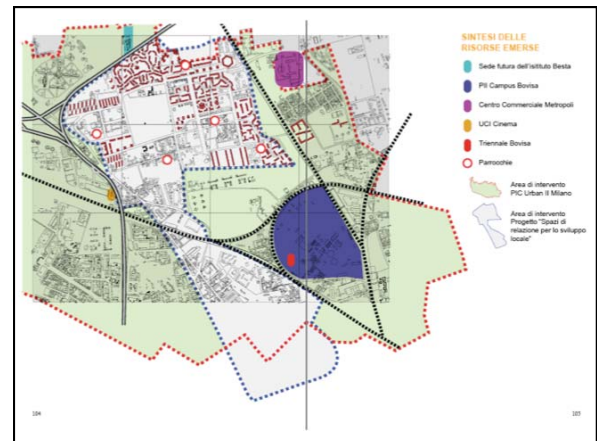 SINTESI DELLE
RISORSE EMERSE
Sede futura dell'isitituto Besta
PII Campus Bovisa
Centro Commerciale Metropoli
UCI Cinema
Triennale Bovisa
Parrocchie
Area di intervento
PIC Urban II Milano
Area di intervento
Progetto "Spazi di
relazione per lo sviluppo
locale"
104
105